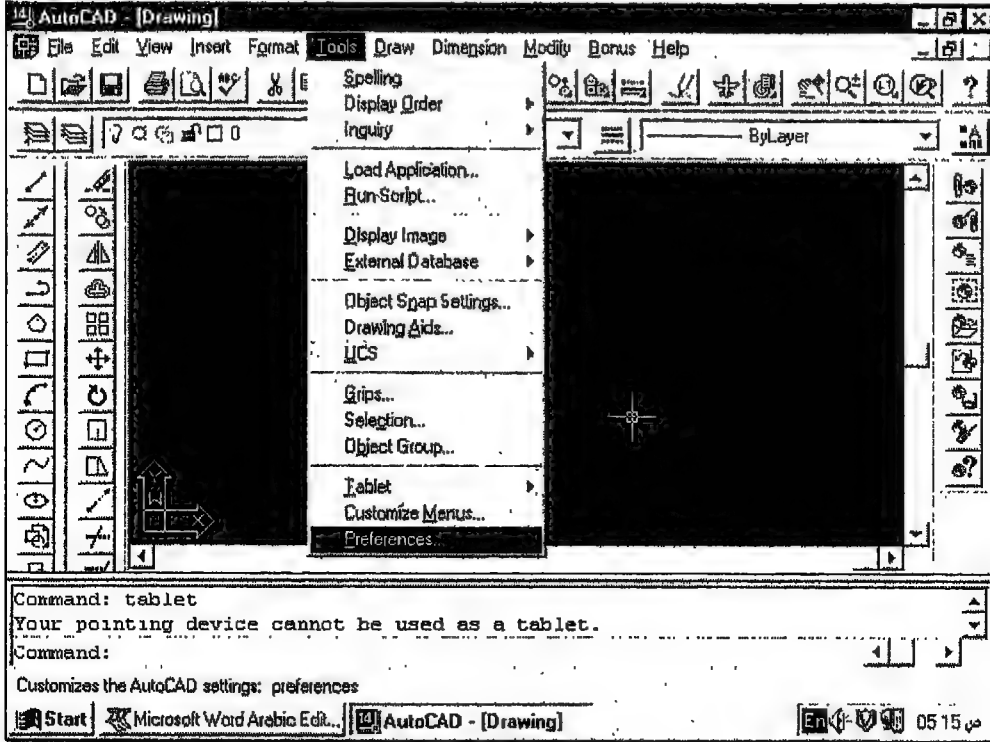 AutoCAD - [Drawing]
File Edit View Insert Format Tools Draw Dimension Modify Bonus Help
Spelling
Display Order
Inquiry
0
ByLayer
Load Application...
Run Script...
Display Image
External Database
Object Snap Settings...
Drawing Aids...
UCS
Grips...
Selection...
Object Group...
Tablet
Customize Menus...
Preferences...
W
X
Command: tablet
Your pointing device cannot be used as a tablet.
Command:
Customizes the AutoCAD settings: preferences
Start Microsoft Word Arabic Edit... AutoCAD - [Drawing] En 05 15 ص